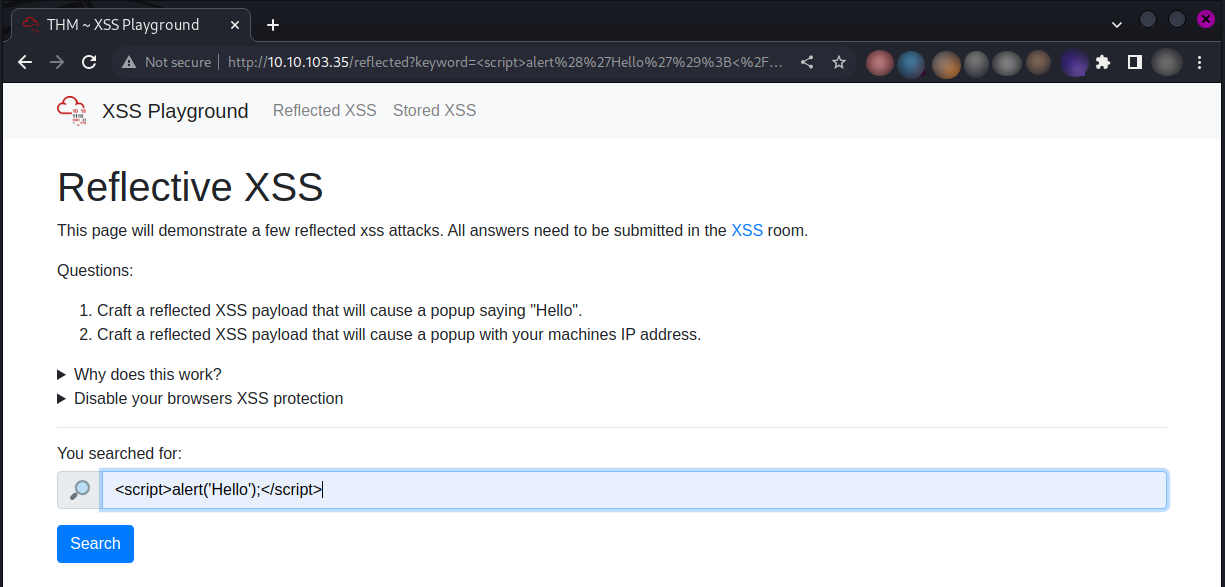 THM ~ XSS Playground
Not secure
http://10.10.103.35/reflected?keyword=<script>alert%28%27Hello%27%29%3B<%2F...
XSS Playground
Reflected XSS
Stored XSS
Reflective XSS
This page will demonstrate a few reflected xss attacks. All answers need to be submitted in the XSS room.
Questions:
1. Craft a reflected XSS payload that will cause a popup saying "Hello".
2. Craft a reflected XSS payload that will cause a popup with your machines IP address.
Why does this work?
Disable your browsers XSS protection
You searched for:
<script>alert('Hello');</script>
Search